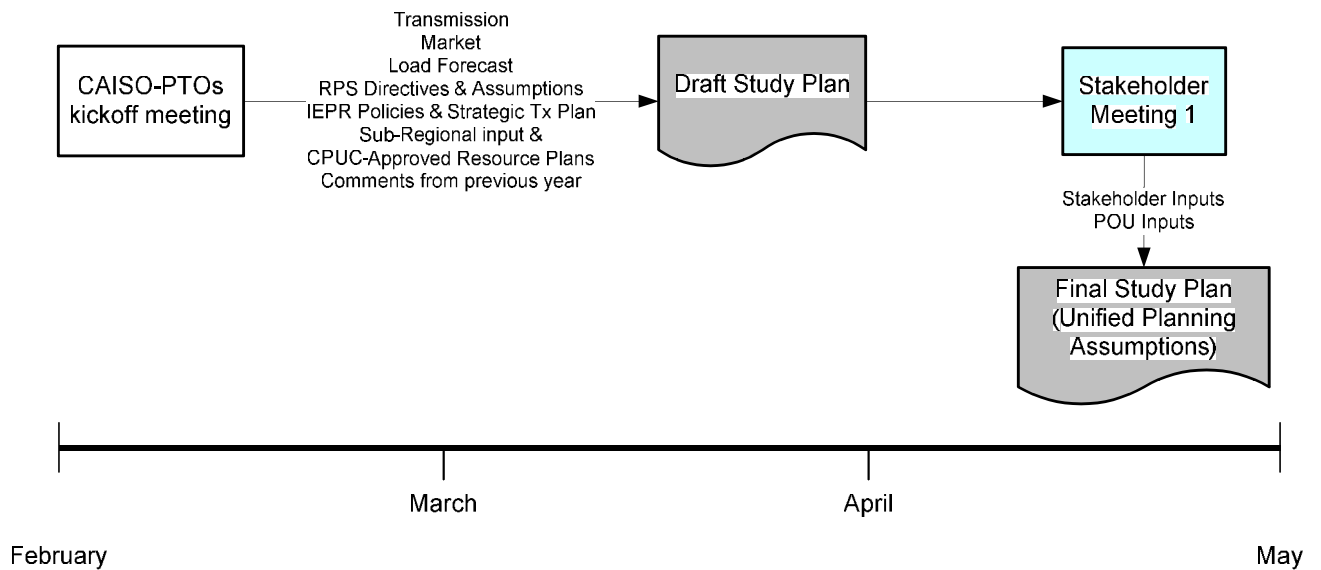 CAISO-PTOs
kickoff meeting
Transmission
Market
Load Forecast
RPS Directives & Assumptions
IEPR Policies & Strategic Tx Plan
Sub-Regional input &
CPUC-Approved Resource Plans
Comments from previous year
Draft Study Plan
Stakeholder
Meeting 1
Stakeholder Inputs
POU Inputs
Final Study Plan
(Unified Planning
Assumptions)
March
April
February
May